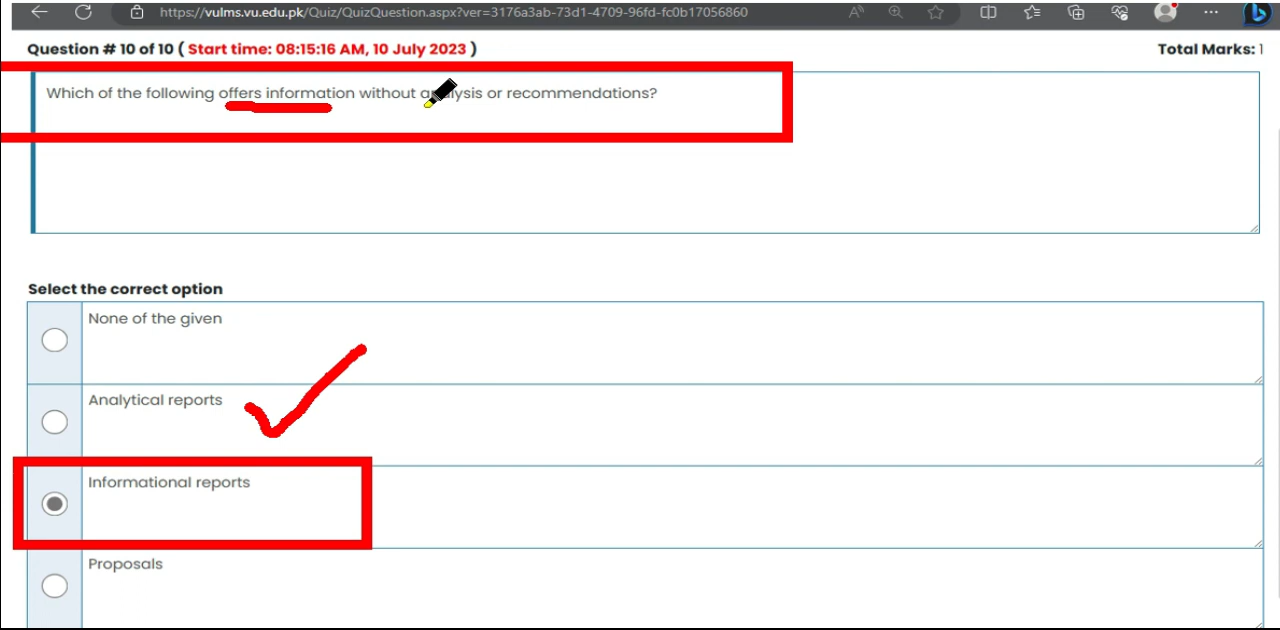 https://vulms.vu.edu.pk/Quiz/QuizQuestion.aspx?ver=3176a3ab-73d1-4709-96fd-fc0b17056860
Question # 10 of 10 ( Start time: 08:15:16 AM, 10 July 2023 ) Total Marks: 1
Which of the following offers information without analysis or recommendations?
Select the correct option
None of the given
Analytical reports
Informational reports
Proposals